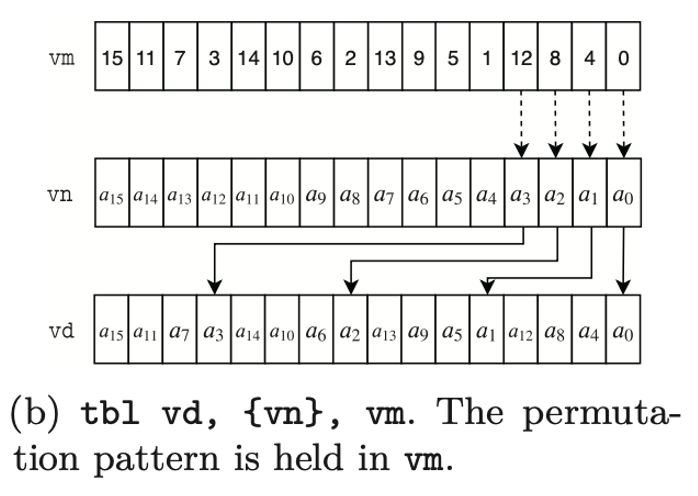 vm 15 11 7 3 14 10 6 2 13 9 5 1 12 8 4 0
vn a₁₅ a₁₄ a₁₃ a₁₂ a₁₁ a₁₀ a₉ a₈ a₇ a₆ a₅ a₄ a₃ a₂ a₁ a₀
vd a₁₅ a₁₁ a₇ a₃ a₁₄ a₁₀ a₆ a₂ a₁₃ a₉ a₅ a₁ a₁₂ a₈ a₄ a₀
(b) tbl vd, {vn}, vm. The permuta-
tion pattern is held in vm.